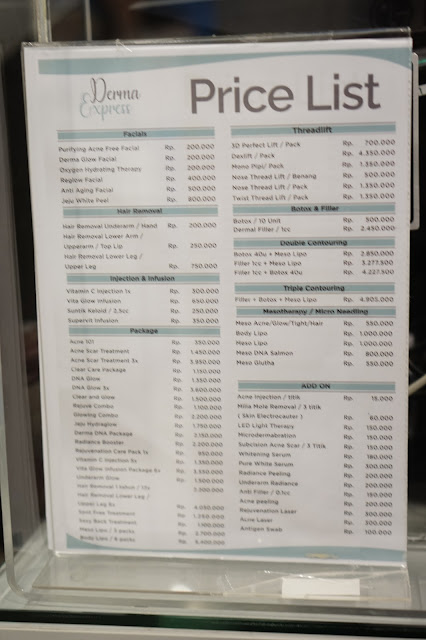 Derma Express
Price List
Facials
Purifying Acne Free Facial Rp. 200.000
Derma Glow Facial Rp. 200.000
Oxygen Hydrating Therapy Rp. 200.000
Reglow Facial Rp. 400.000
Anti Aging Facial Rp. 500.000
Jeju White Peel Rp. 800.000
Hair Removal
Hair Removal Underarm / Hand Rp. 200.000
Hair Removal Lower Arm /
Upperarm / Top Lip Rp. 250.000
Hair Removal Lower Leg /
Upper Leg Rp. 750.000
Injection & Infusion
Vitamin C Injection 1x Rp. 300.000
Vita Glow Infusion Rp. 650.000
Suntik Keloid / 2,5cc Rp. 250.000
Supervit Infusion Rp. 350.000
Package
Acne 101 Rp. 350.000
Acne Scar Treatment Rp. 1.450.000
Acne Scar Treatment 3x Rp. 3.950.000
Clear Care Package Rp. 1.150.000
DNA Glow Rp. 1.350.000
DNA Glow 3x Rp. 3.600.000
Clear and Glow Rp. 1.500.000
Rejuve Combo Rp. 1.100.000
Glowing Combo Rp. 2.200.000
Jeju Hydraglow Rp. 1.750.000
Derma DNA Package Rp. 2.150.000
Radiance Booster Rp. 2.200.000
Rejuvenation Care Pack 1x Rp. 950.000
Vitamin C Injection 5x Rp. 1.350.000
Vita Glow Infusion Package 6x Rp. 3.350.000
Underarm Glow Rp. 1.500.000
Hair Removal 1 tahun / 10x Rp. 2.500.000
Hair Removal Lower Leg /
Upper Leg 6x Rp. 4.050.000
Spot Free Treatment Rp. 1.250.000
Spot Back Treatment Rp. 1.100.000
Meso Lipo / 3 packs Rp. 2.700.000
Body Lipo / 6 packs Rp. 5.400.000
Threadlift
3D Perfect Lift / Pack Rp. 700.000
Dexlift / Pack Rp. 4.350.000
Mono Pipi/ Pack Rp. 1.350.000
Nose Thread Lift / Benang Rp. 500.000
Nose Thread Lift / Pack Rp. 1.350.000
Twist Thread Lift / Pack Rp. 1.350.000
Botox & Filler
Botox / 10 Unit Rp. 500.000
Dermal Filler / 1cc Rp. 2.450.000
Double Contouring
Botox 40u + Meso Lipo Rp. 2.850.000
Filler 1cc + Meso Lipo Rp. 3.277.500
Filler 1cc + Botox 40u Rp. 4.227.500
Triple Contouring
Filler + Botox + Meso Lipo Rp. 4.805.000
Mesotherapy / Micro Needling
Meso Acne/Glow/Tight/Hair Rp. 550.000
Body Lipo Rp. 1.000.000
Meso Lipo Rp. 1.000.000
Meso DNA Salmon Rp. 800.000
Meso Glutha Rp. 550.000
ADD ON
Acne Injection / titik Rp. 15.000
Milia Mole Removal / 3 titik
( Skin Electrocauter ) Rp. 60.000
LED Light Therapy Rp. 150.000
Microdermabration Rp. 150.000
Subcision Acne Scar / 3 Titik Rp. 150.000
Whitening Serum Rp. 180.000
Pure White Serum Rp. 300.000
Radiance Peeling Rp. 200.000
Underarm Radiance Rp. 200.000
Anti Filler / 0.1cc Rp. 150.000
Acne peeling Rp. 200.000
Rejuvenation Laser Rp. 300.000
Acne Laser Rp. 300.000
Antigen Swab Rp. 100.000